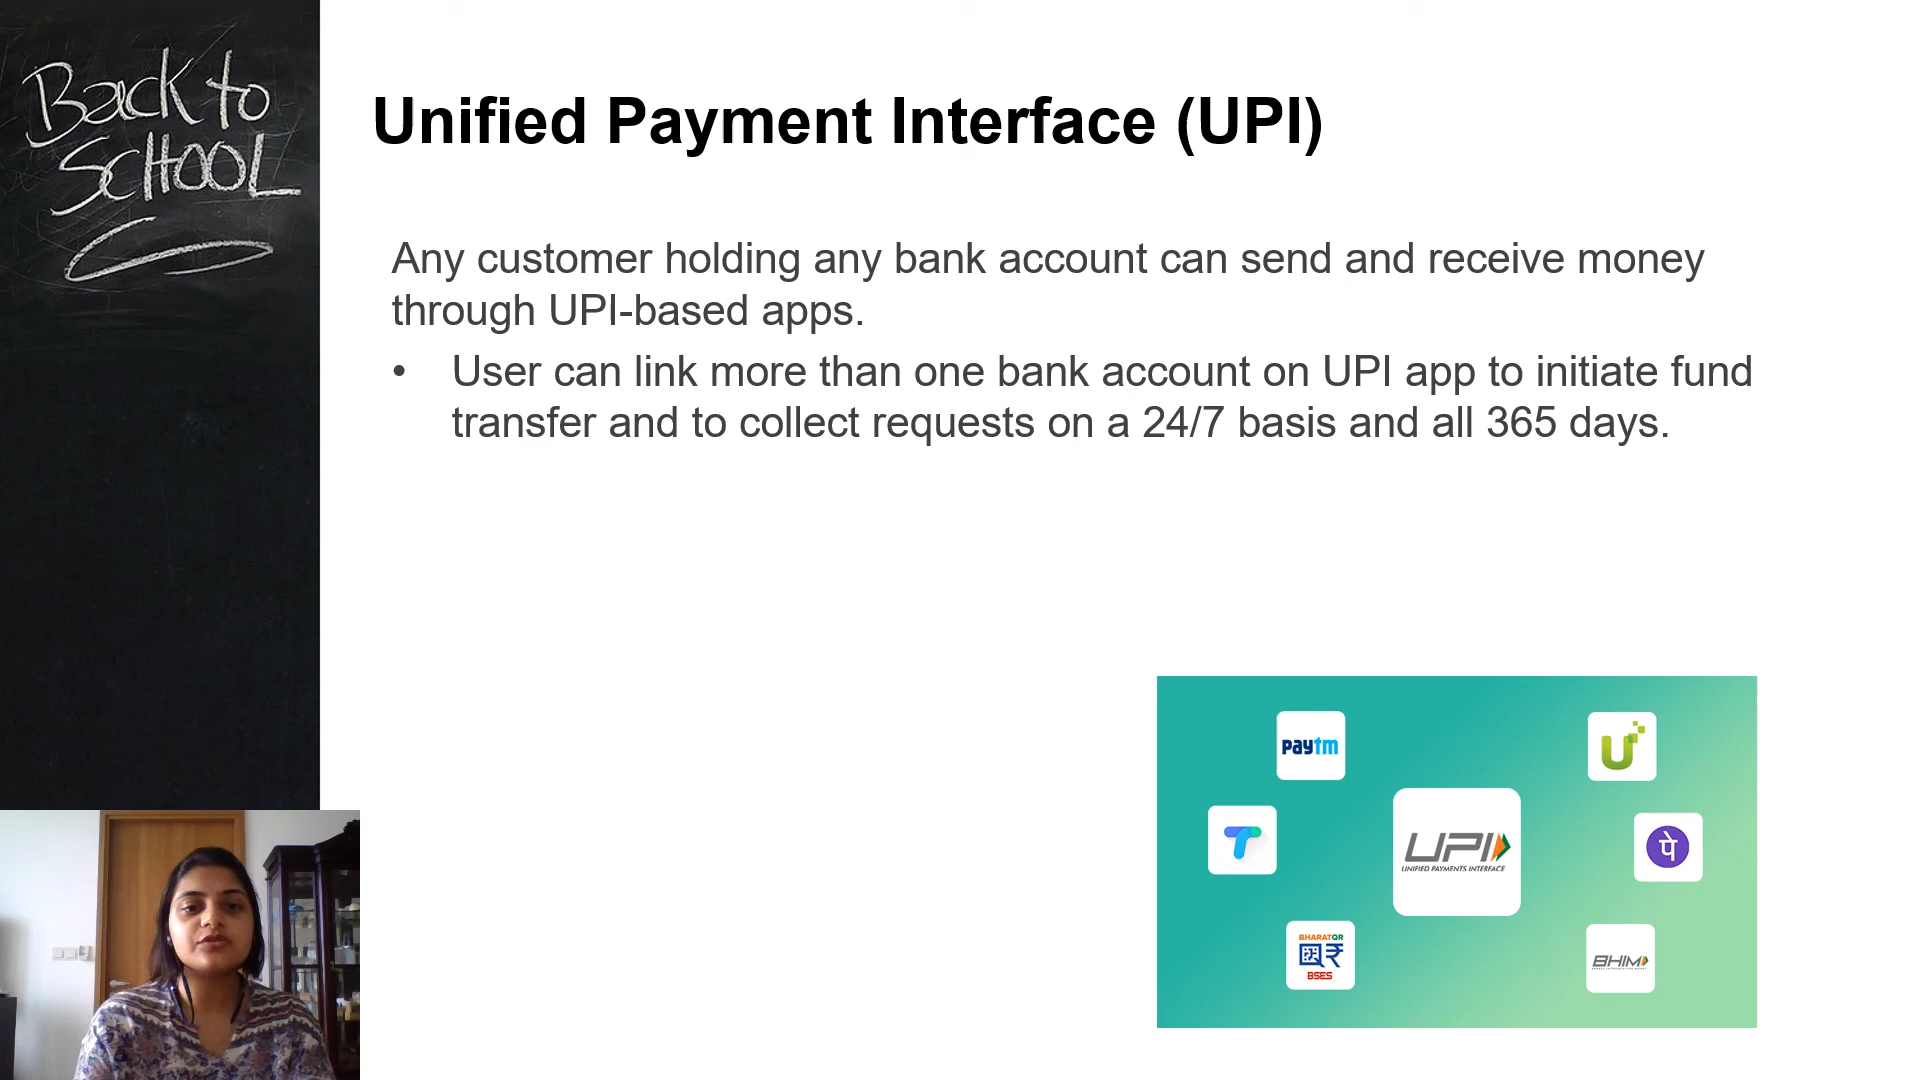 Back to
SCHOOL
Unified Payment Interface (UPI)
Any customer holding any bank account can send and receive money
through UPI-based apps.
• User can link more than one bank account on UPI app to initiate fund
transfer and to collect requests on a 24/7 basis and all 365 days.
paytm
U
T
UPI
UNIFIED PAYMENTS INTERFACE
पे
BHARATQR
₹
BSES
BHIM